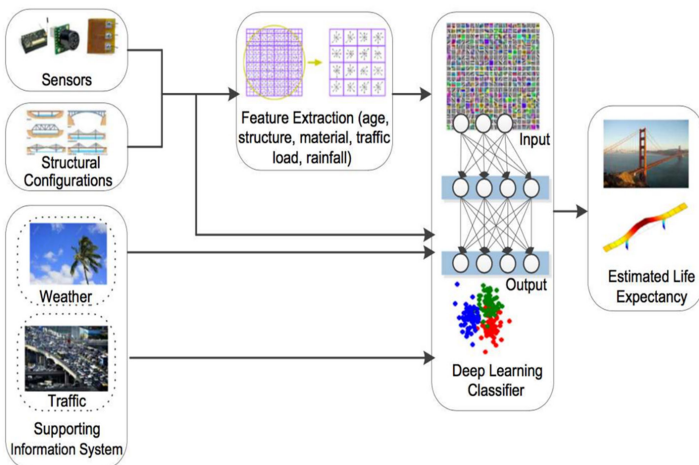 Sensors
Structural
Configurations
Feature Extraction (age,
structure, material, traffic
load, rainfall)
Input
Output
Deep Learning
Classifier
Estimated Life
Expectancy
Weather
Traffic
Supporting
Information System